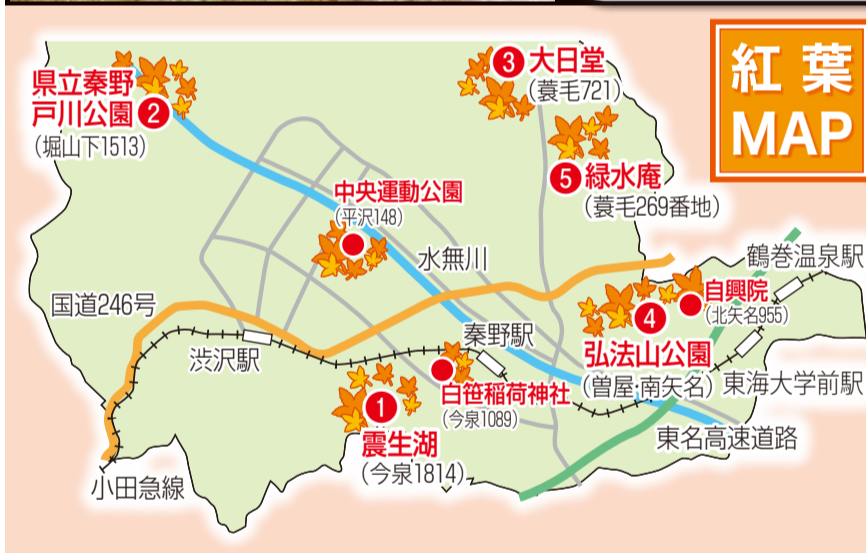 紅葉
MAP
県立秦野
戸川公園 2
(堀山下1513)
3 大日堂
(蓑毛721)
5 緑水庵
(蓑毛269番地)
中央運動公園
(平沢148)
水無川
鶴巻温泉駅
自興院
(北矢名955)
国道246号
4
弘法山公園
(曽屋・南矢名)
秦野駅
渋沢駅
東海大学前駅
白笹稲荷神社
(今泉1089)
1
震生湖
(今泉1814)
東名高速道路
小田急線